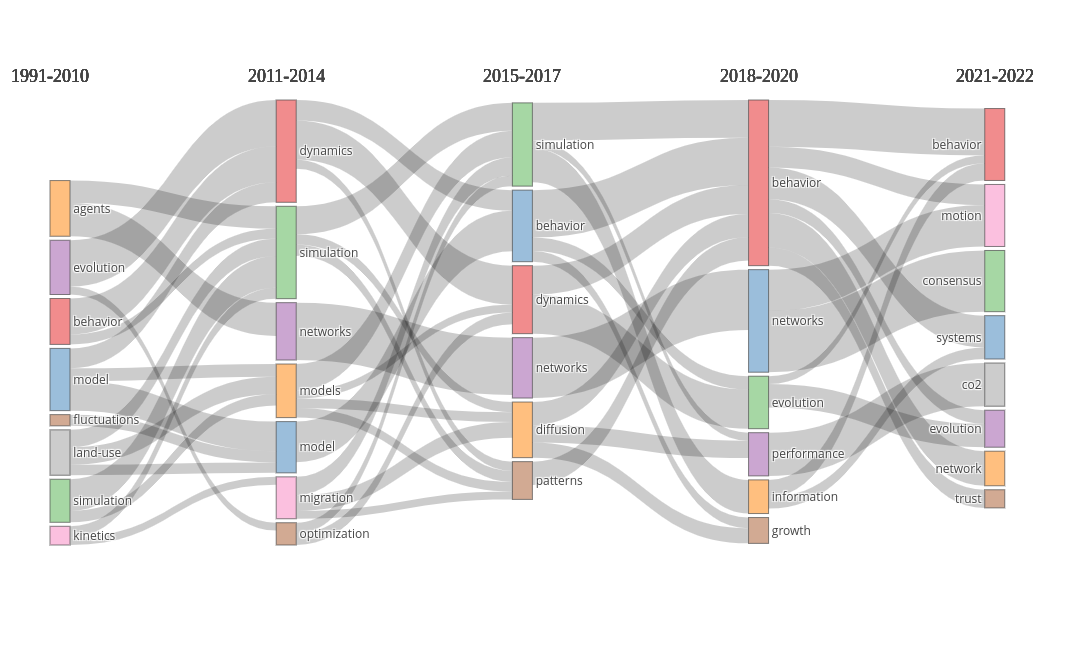 1991-2010
2011-2014
2015-2017
2018-2020
2021-2022
agents
evolution
behavior
model
fluctuations
land-use
simulation
kinetics
dynamics
simulation
networks
models
model
migration
optimization
simulation
behavior
dynamics
networks
diffusion
patterns
behavior
networks
evolution
performance
information
growth
behavior
motion
consensus
systems
co2
evolution
network
trust